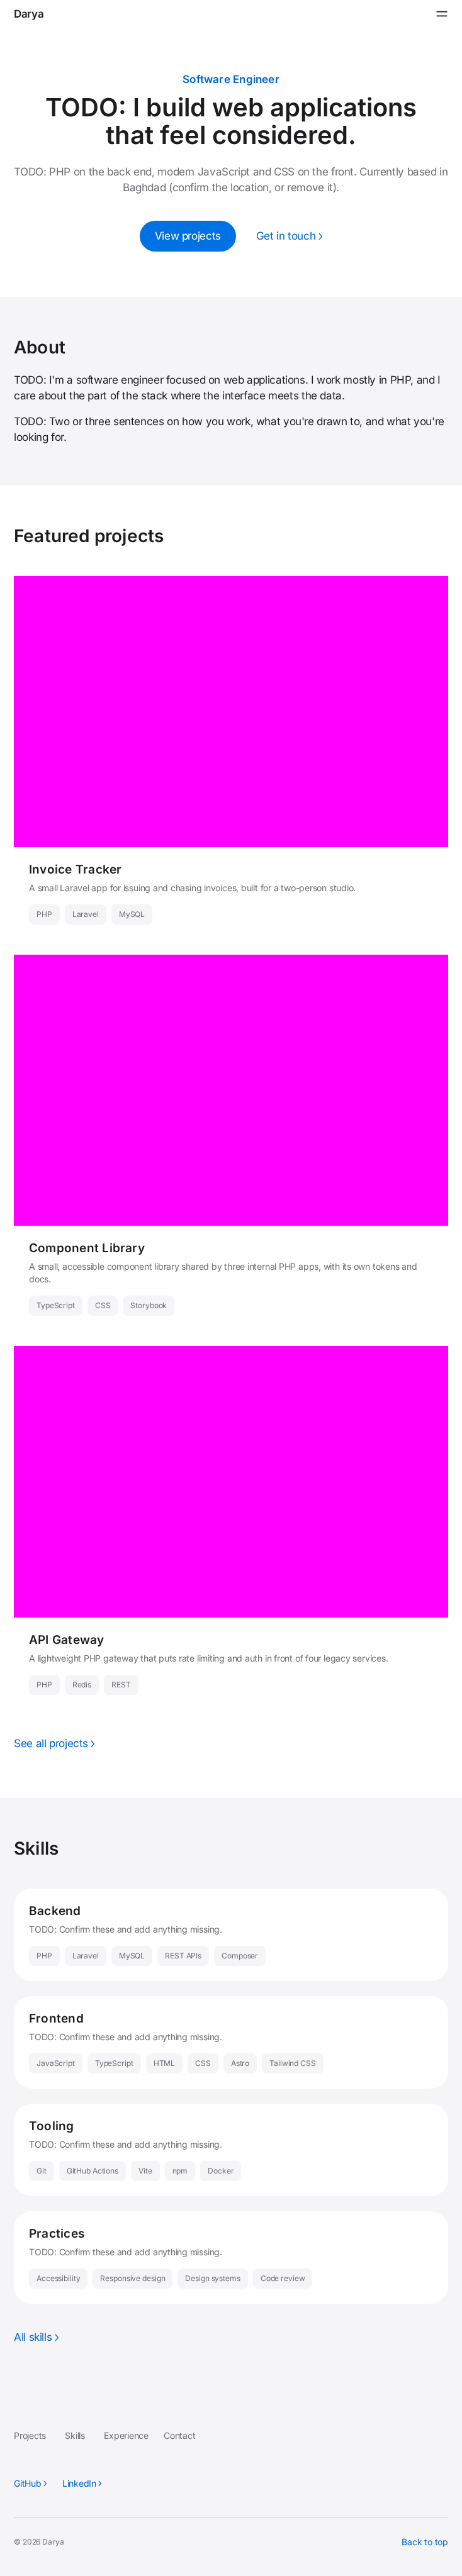 Darya
Software Engineer
TODO: I build web applications
that feel considered.
TODO: PHP on the back end, modern JavaScript and CSS on the front. Currently based in
Baghdad (confirm the location, or remove it).
View projects
Get in touch
About
TODO: I'm a software engineer focused on web applications. I work mostly in PHP, and I
care about the part of the stack where the interface meets the data.
TODO: Two or three sentences on how you work, what you're drawn to, and what you're
looking for.
Featured projects
Invoice Tracker
A small Laravel app for issuing and chasing invoices, built for a two-person studio.
PHP Laravel MySQL
Component Library
A small, accessible component library shared by three internal PHP apps, with its own tokens and
docs.
TypeScript CSS Storybook
API Gateway
A lightweight PHP gateway that puts rate limiting and auth in front of four legacy services.
PHP Redis REST
See all projects
Skills
Backend
TODO: Confirm these and add anything missing.
PHP Laravel MySQL REST APIs Composer
Frontend
TODO: Confirm these and add anything missing.
JavaScript TypeScript HTML CSS Astro Tailwind CSS
Tooling
TODO: Confirm these and add anything missing.
Git GitHub Actions Vite npm Docker
Practices
TODO: Confirm these and add anything missing.
Accessibility Responsive design Design systems Code review
All skills
Projects Skills Experience Contact
GitHub LinkedIn
© 2026 Darya Back to top